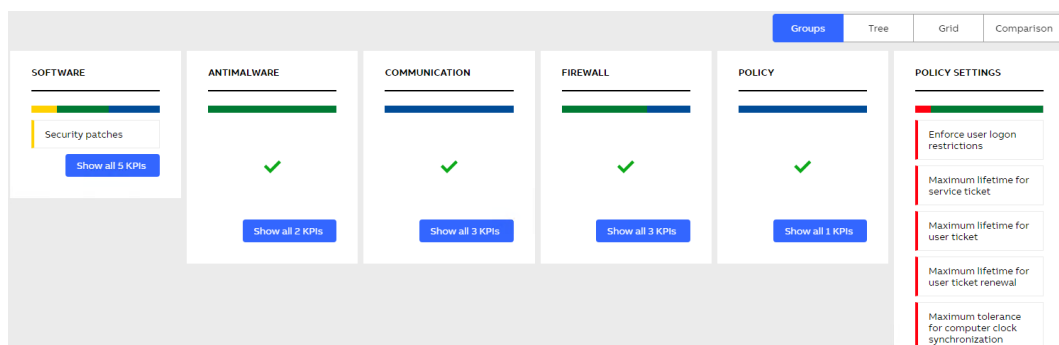 Groups
Tree
Grid
Comparison
SOFTWARE
Security patches
Show all 5 KPIs
ANTIMALWARE
Show all 2 KPIs
COMMUNICATION
Show all 3 KPIs
FIREWALL
Show all 3 KPIs
POLICY
Show all 1 KPIs
POLICY SETTINGS
Enforce user logon
restrictions
Maximum lifetime for
service ticket
Maximum lifetime for
user ticket
Maximum lifetime for
user ticket renewal
Maximum tolerance
for computer clock
synchronization